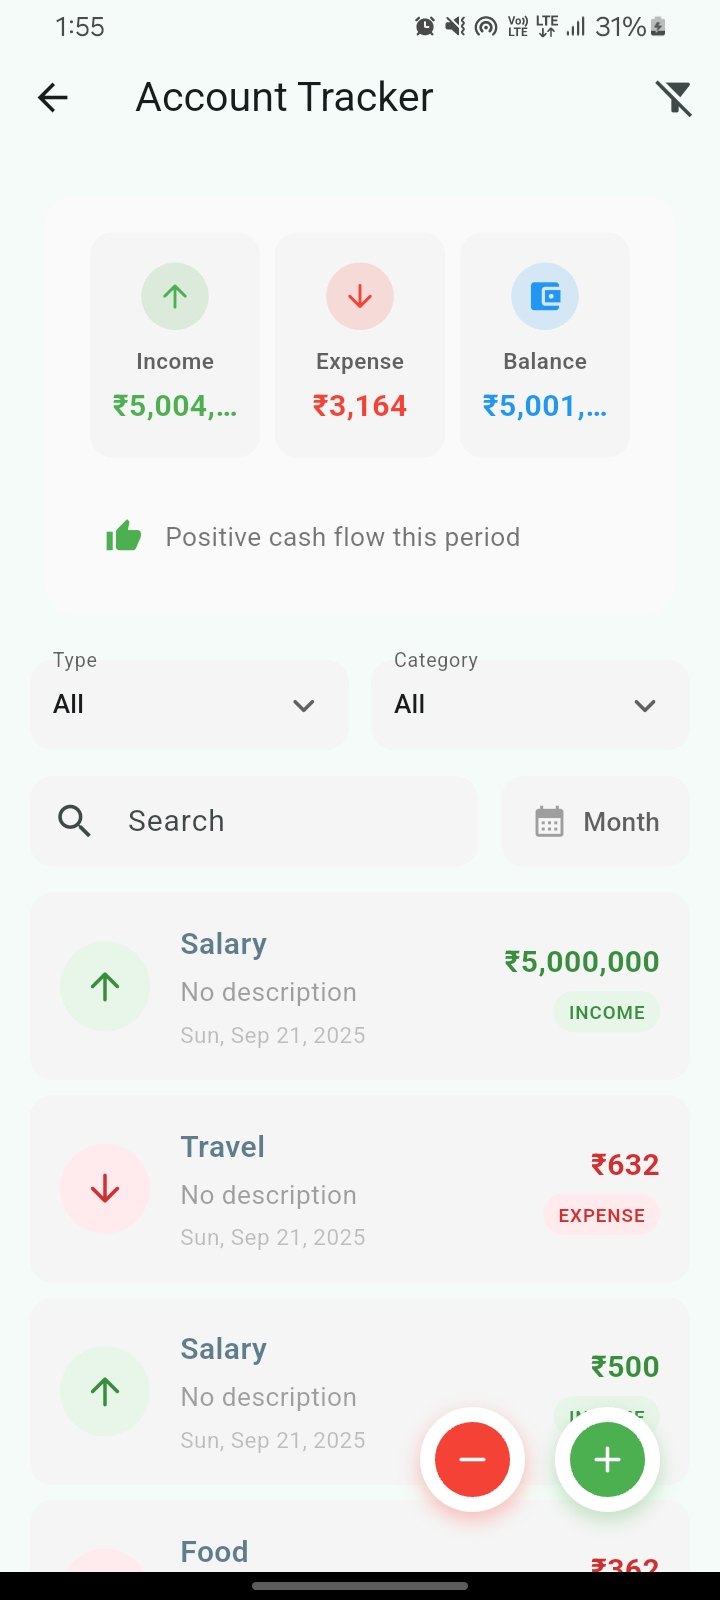 1:55 Vo)) LTE LTE 31%
Account Tracker
Income Expense Balance
₹5,004,... ₹3,164 ₹5,001,...
Positive cash flow this period
Type Category
All All
Search Month
Salary
₹5,000,000
No description
INCOME
Sun, Sep 21, 2025
Travel
₹632
No description
EXPENSE
Sun, Sep 21, 2025
Salary
₹500
No description
Sun, Sep 21, 2025
Food
₹362